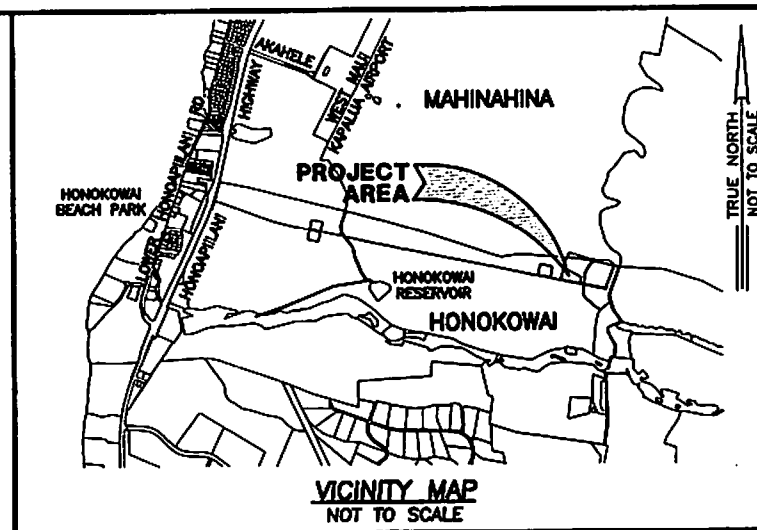 AKAHELE
HIGHWAY
WEST MAUI
KAPALUA AIRPORT
MAHINAHINA
TRUE NORTH
NOT TO SCALE
LOWER HONOAPIILANI RD.
PROJECT
AREA
HONOKOWAI
BEACH PARK
HONOAPIILANI
HONOKOWAI
RESERVOIR
HONOKOWAI
VICINITY MAP
NOT TO SCALE